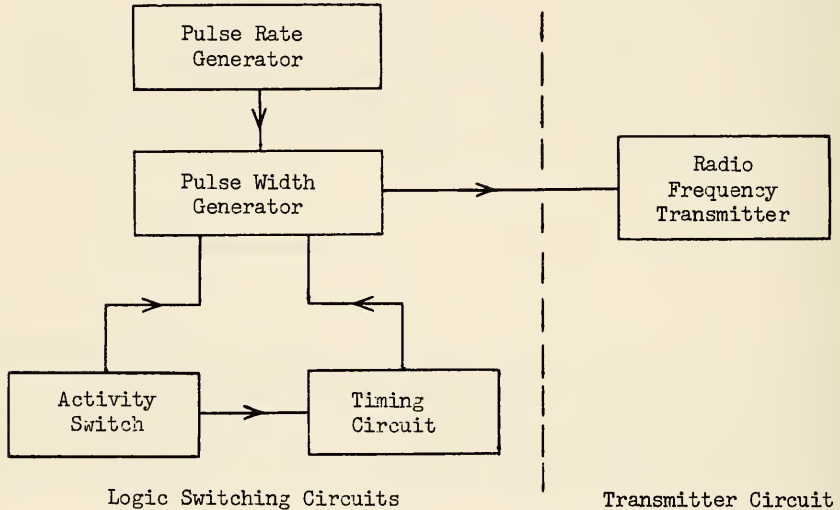 Pulse Rate
Generator
Pulse Width
Generator
Radio
Frequency
Transmitter
Activity
Switch
Timing
Circuit
Logic Switching Circuits
Transmitter Circuit